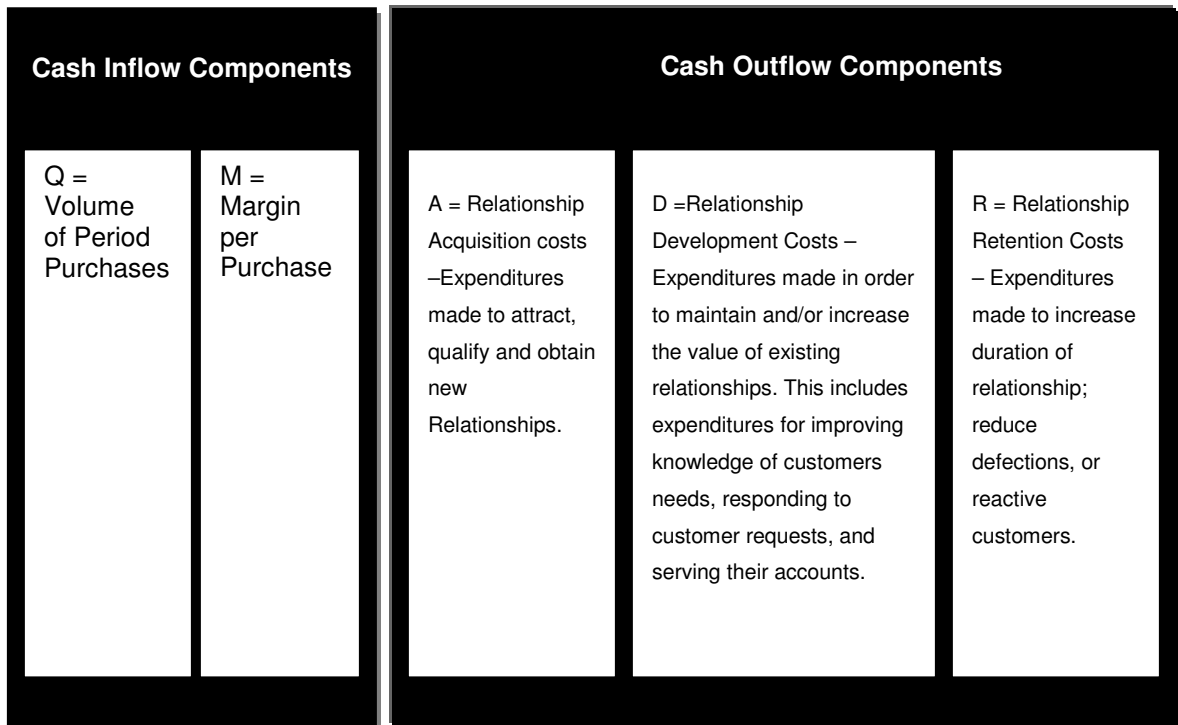 Cash Inflow Components
Q =
Volume
of Period
Purchases
M =
Margin
per
Purchase
Cash Outflow Components
A = Relationship
Acquisition costs
–Expenditures
made to attract,
qualify and obtain
new
Relationships.
D =Relationship
Development Costs –
Expenditures made in order
to maintain and/or increase
the value of existing
relationships. This includes
expenditures for improving
knowledge of customers
needs, responding to
customer requests, and
serving their accounts.
R = Relationship
Retention Costs
– Expenditures
made to increase
duration of
relationship;
reduce
defections, or
reactive
customers.